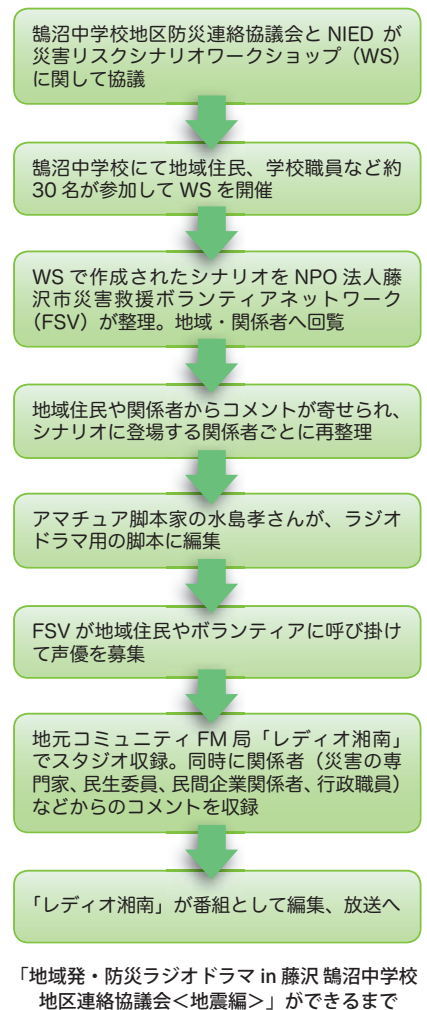 鵠沼中学校地区防災連絡協議会と NIED が
災害リスクシナリオワークショップ（WS）
に関して協議
鵠沼中学校にて地域住民、学校職員など約
30 名が参加して WS を開催
WS で作成されたシナリオを NPO 法人藤
沢市災害救援ボランティアネットワーク
（FSV）が整理。地域・関係者へ回覧
地域住民や関係者からコメントが寄せられ、
シナリオに登場する関係者ごとに再整理
アマチュア脚本家の水島孝さんが、ラジオ
ドラマ用の脚本に編集
FSV が地域住民やボランティアに呼び掛け
て声優を募集
地元コミュニティ FM 局「レディオ湘南」
でスタジオ収録。同時に関係者（災害の専
門家、民生委員、民間企業関係者、行政職員）
などからのコメントを収録
「レディオ湘南」が番組として編集、放送へ
「地域発・防災ラジオドラマ in 藤沢 鵠沼中学校
地区連絡協議会＜地震編＞」ができるまで